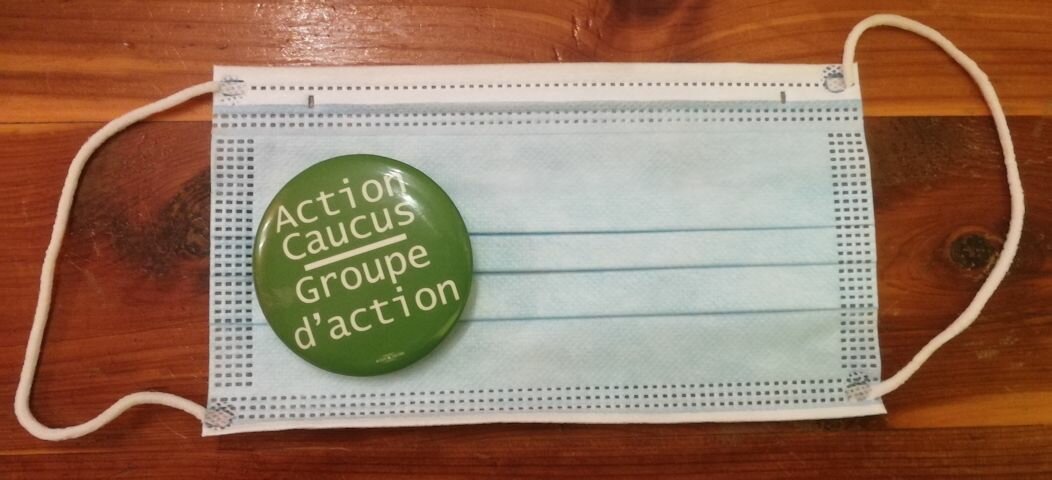 Action
Caucus
Groupe
d'action